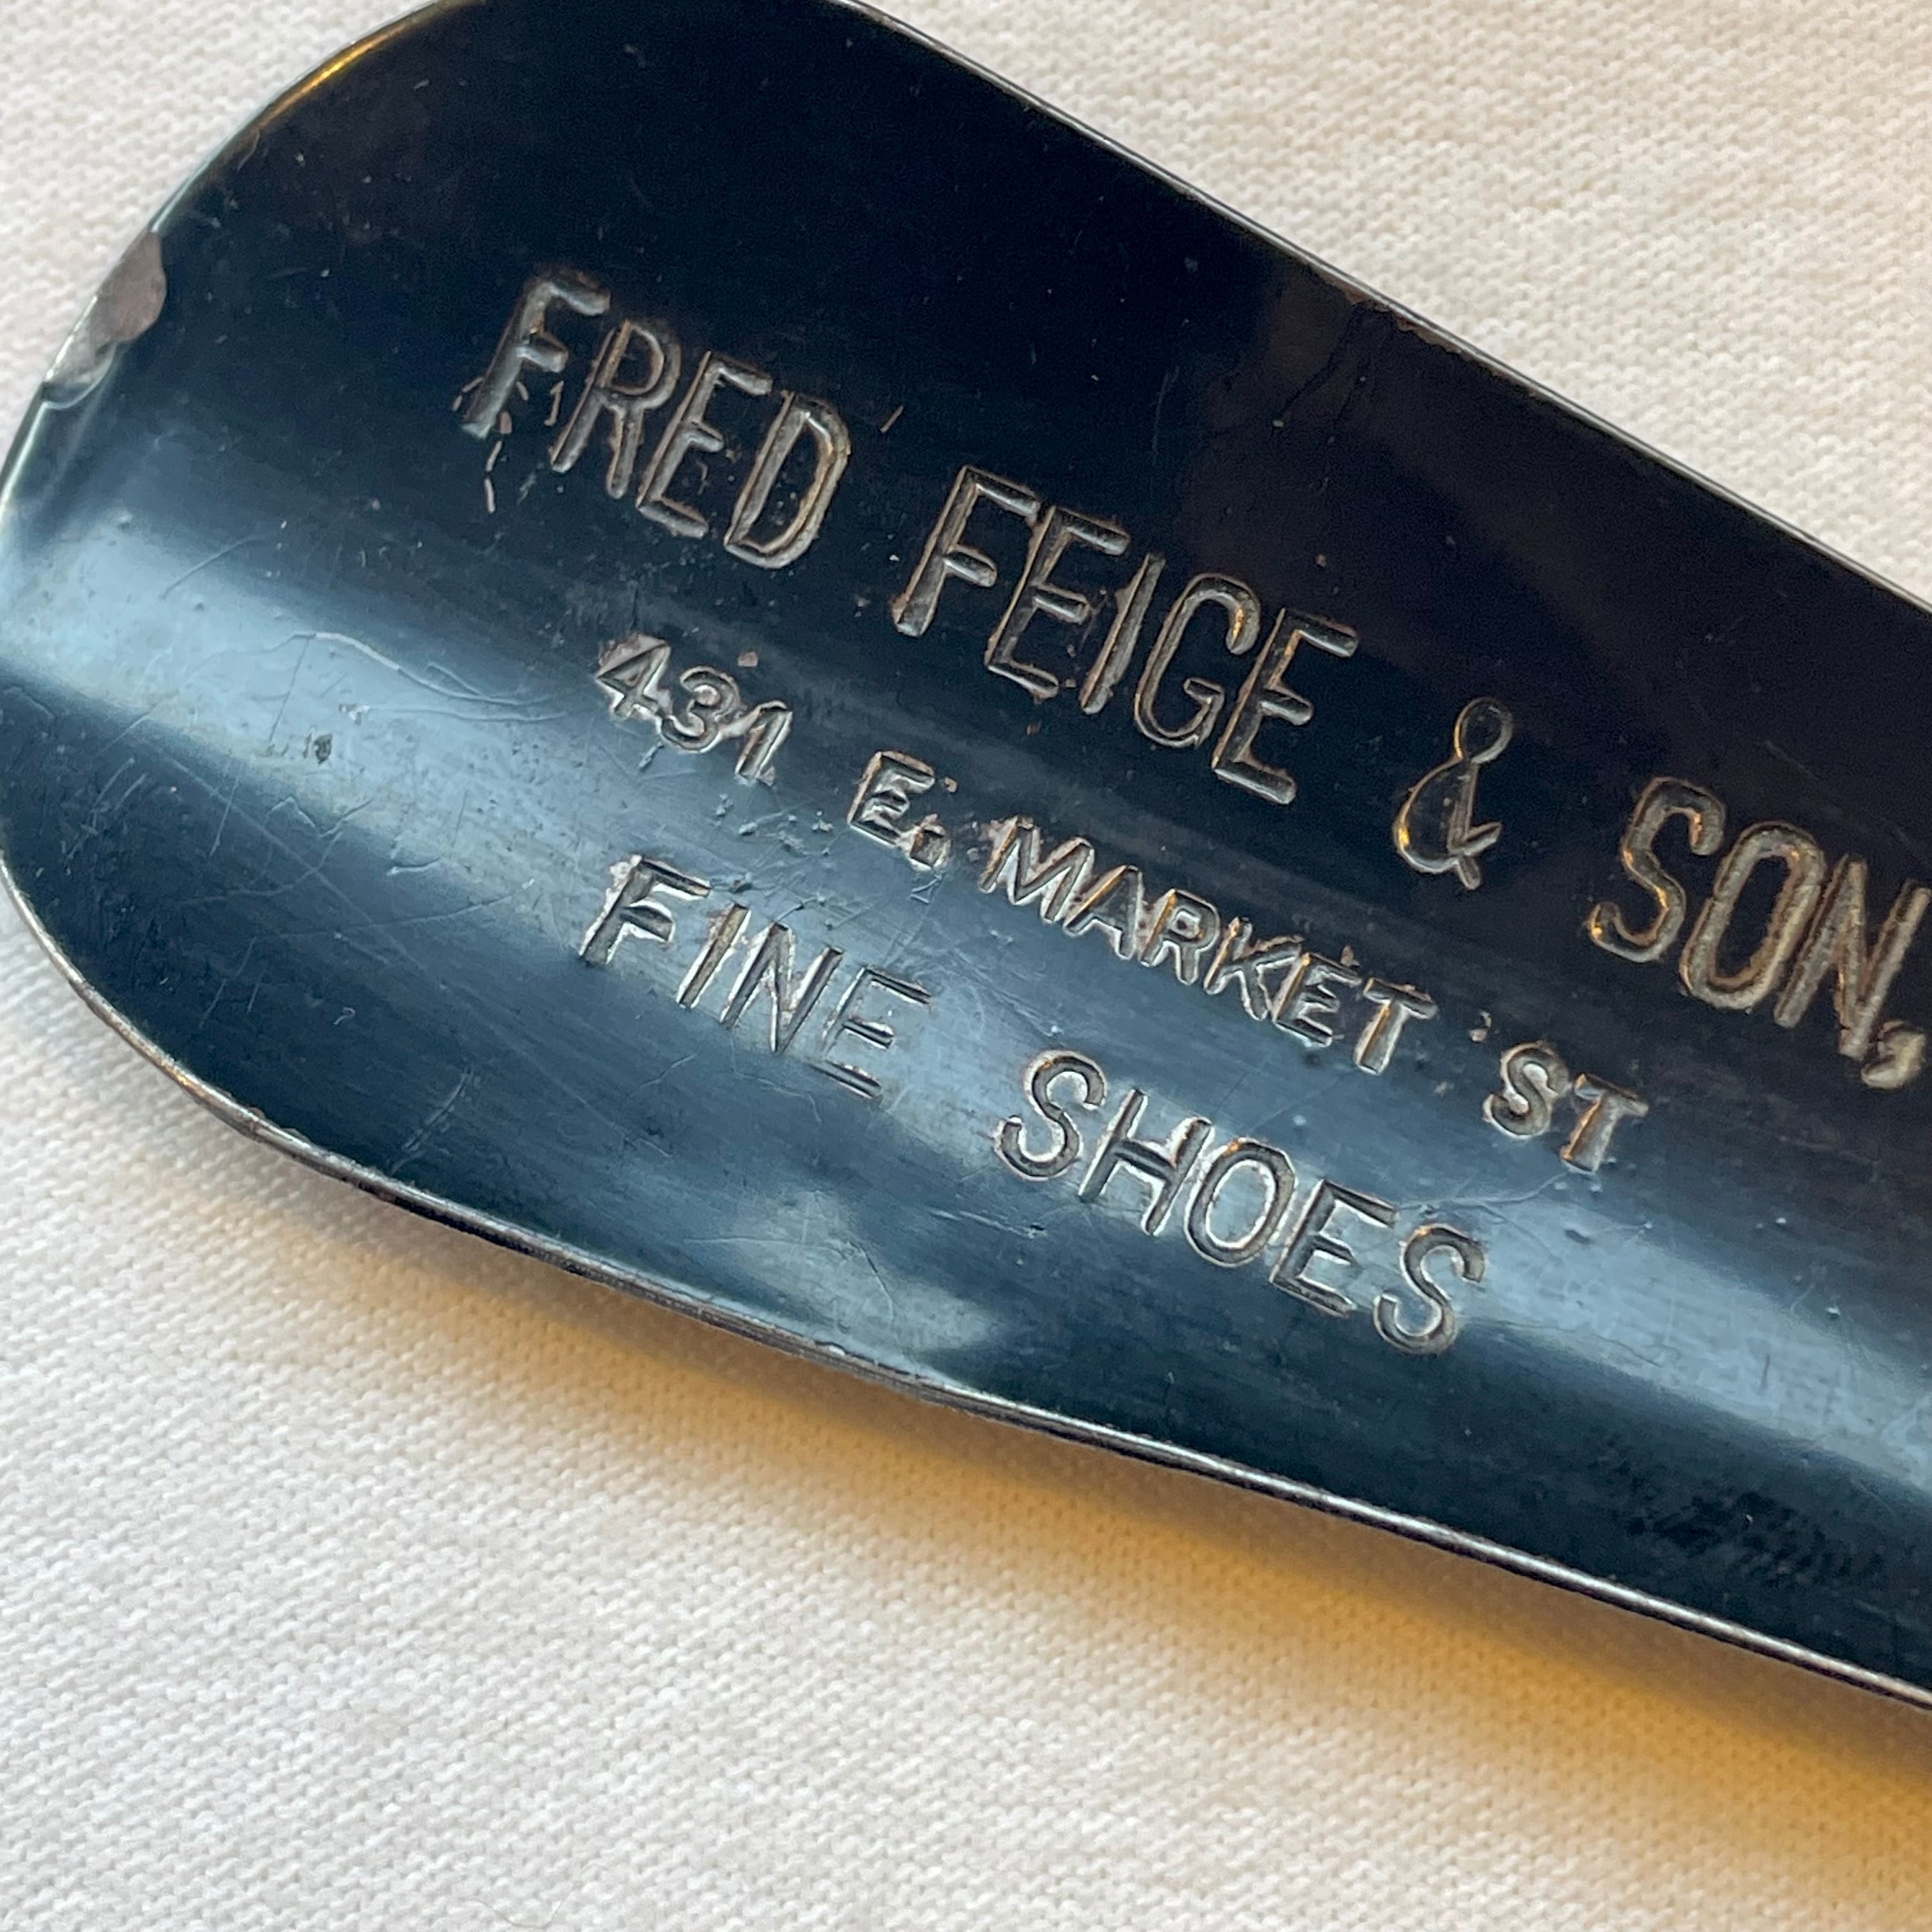 FRED FEIGE & SON,
431 E. MARKET ST
FINE SHOES